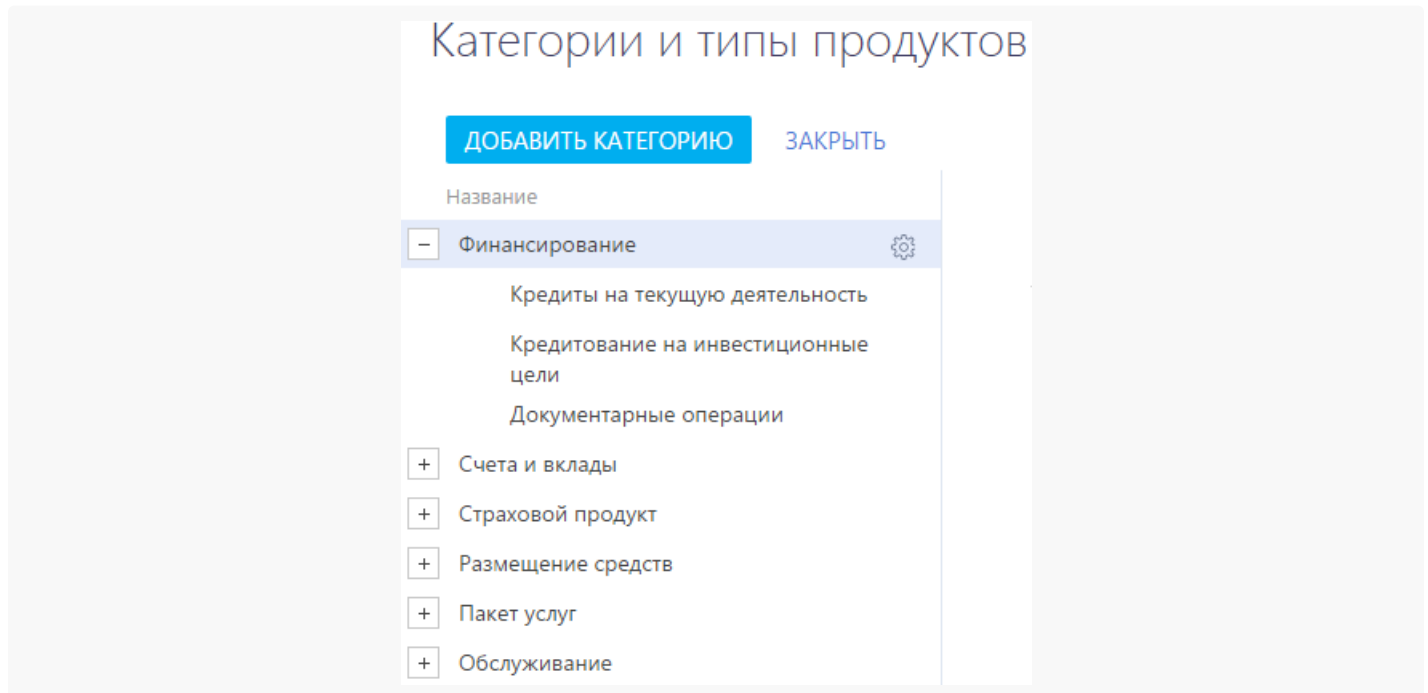 Категории и типы продуктов
ДОБАВИТЬ КАТЕГОРИЮ ЗАКРЫТЬ
Название
− Финансирование
Кредиты на текущую деятельность
Кредитование на инвестиционные
цели
Документарные операции
+ Счета и вклады
+ Страховой продукт
+ Размещение средств
+ Пакет услуг
+ Обслуживание